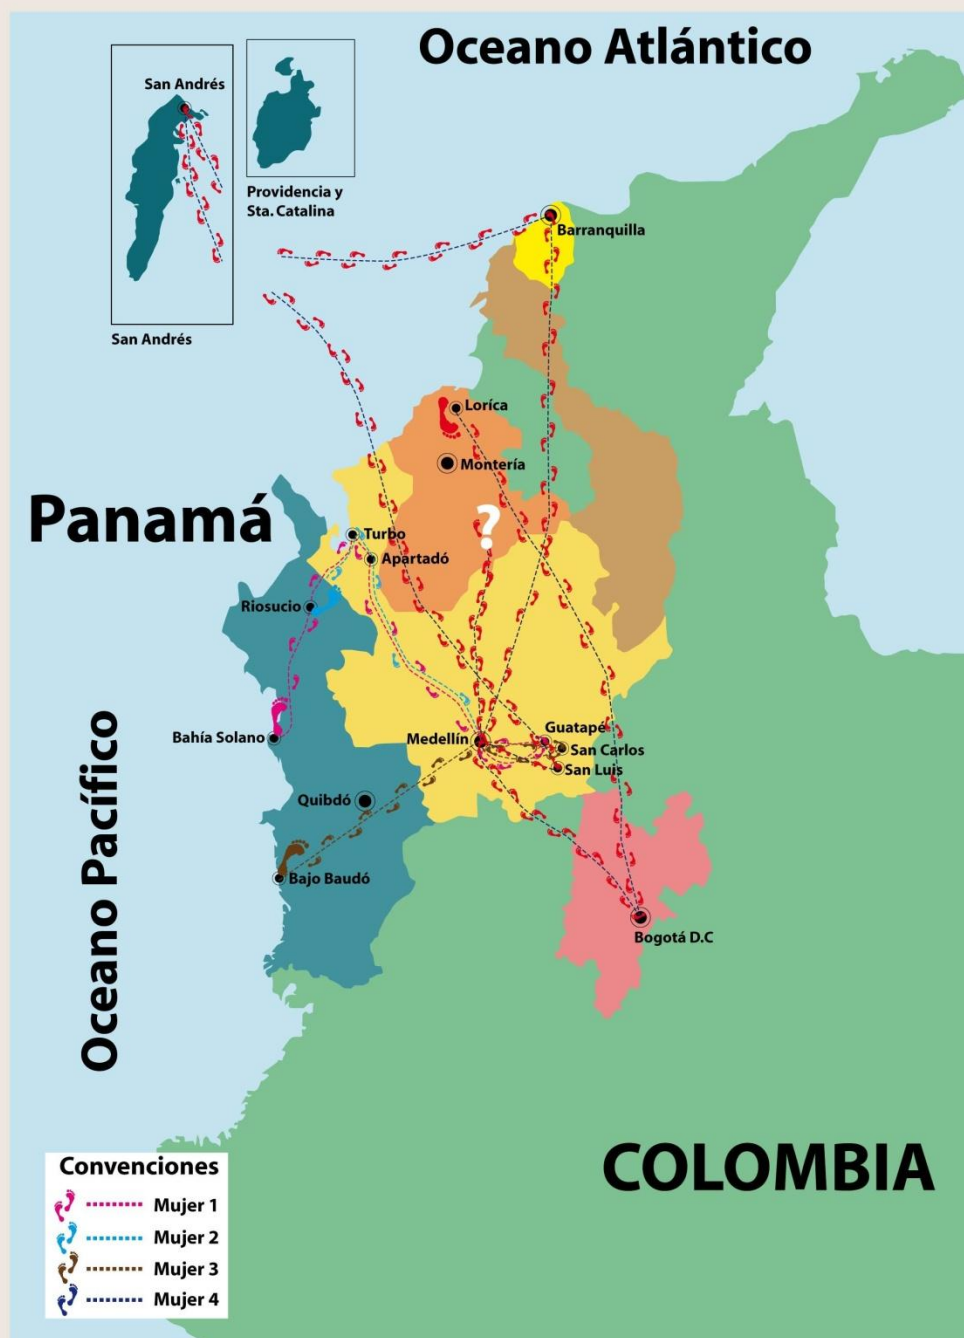 Oceano Atlántico
San Andrés
Providencia y
Sta. Catalina
Barranquilla
San Andrés
Loríca
Montería
?
Panamá
Turbo
Apartadó
Riosucio
Guatapé
Bahía Solano
Medellín
San Carlos
San Luis
Quibdó
Oceano Pacífico
Bajo Baudó
Bogotá D.C
COLOMBIA
Convenciones
Mujer 1
Mujer 2
Mujer 3
Mujer 4